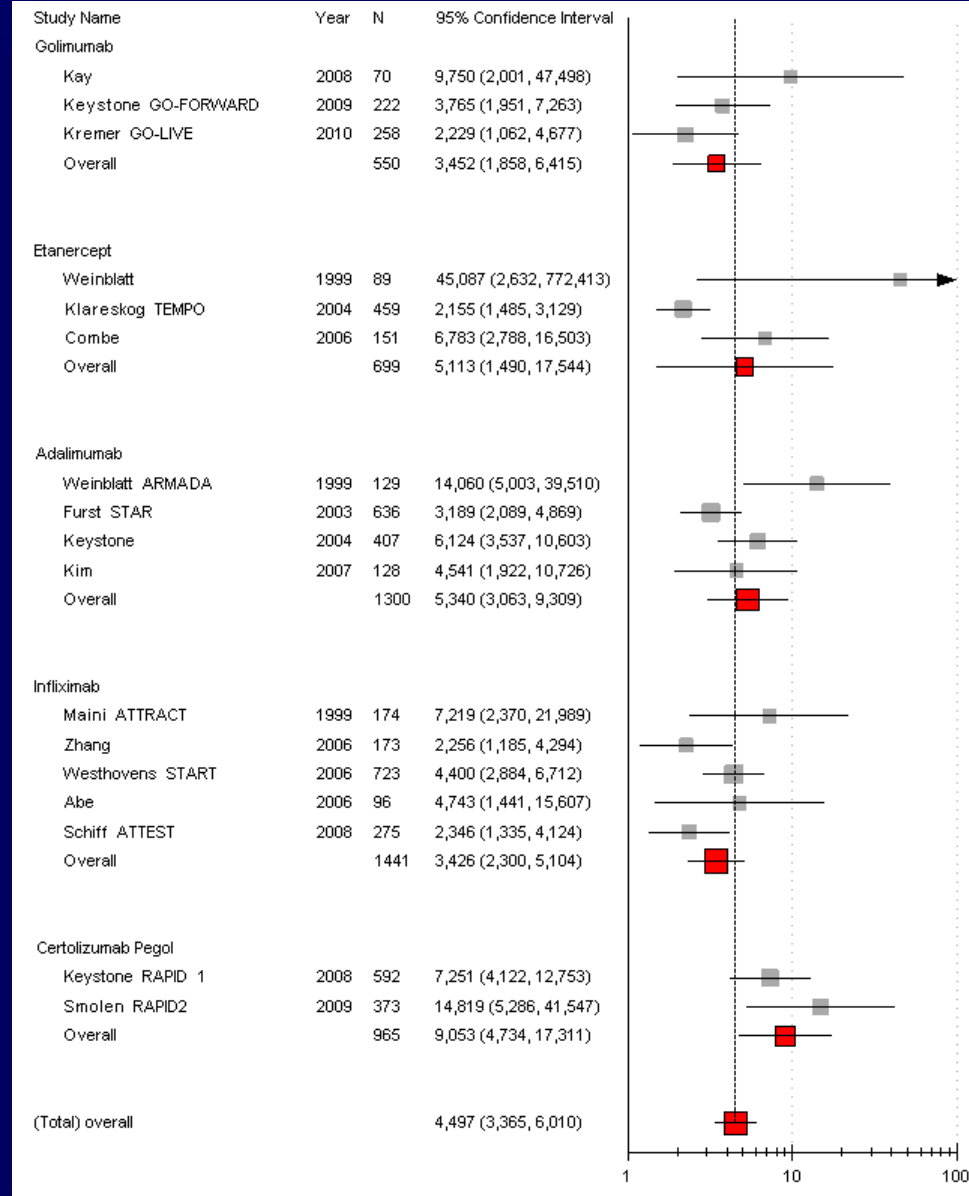 Study Name Year N 95% Confidence Interval
Golimumab
Kay 2008 70 9,750 (2,001, 47,498)
Keystone GO-FORWARD 2009 222 3,765 (1,951, 7,263)
Kremer GO-LIVE 2010 258 2,229 (1,062, 4,677)
Overall 550 3,452 (1,858, 6,415)
Etanercept
Weinblatt 1999 89 45,087 (2,632, 772,413)
Klareskog TEMPO 2004 459 2,155 (1,485, 3,129)
Combe 2006 151 6,783 (2,788, 16,503)
Overall 699 5,113 (1,490, 17,544)
Adalimumab
Weinblatt ARMADA 1999 129 14,060 (5,003, 39,510)
Furst STAR 2003 636 3,189 (2,089, 4,869)
Keystone 2004 407 6,124 (3,537, 10,603)
Kim 2007 128 4,541 (1,922, 10,726)
Overall 1300 5,340 (3,063, 9,309)
Infliximab
Maini ATTRACT 1999 174 7,219 (2,370, 21,989)
Zhang 2006 173 2,256 (1,185, 4,294)
Westhovens START 2006 723 4,400 (2,884, 6,712)
Abe 2006 96 4,743 (1,441, 15,607)
Schiff ATTEST 2008 275 2,346 (1,335, 4,124)
Overall 1441 3,426 (2,300, 5,104)
Certolizumab Pegol
Keystone RAPID 1 2008 592 7,251 (4,122, 12,753)
Smolen RAPID2 2009 373 14,819 (5,286, 41,547)
Overall 965 9,053 (4,734, 17,311)
(Total) overall 4,497 (3,365, 6,010)
1 10 100